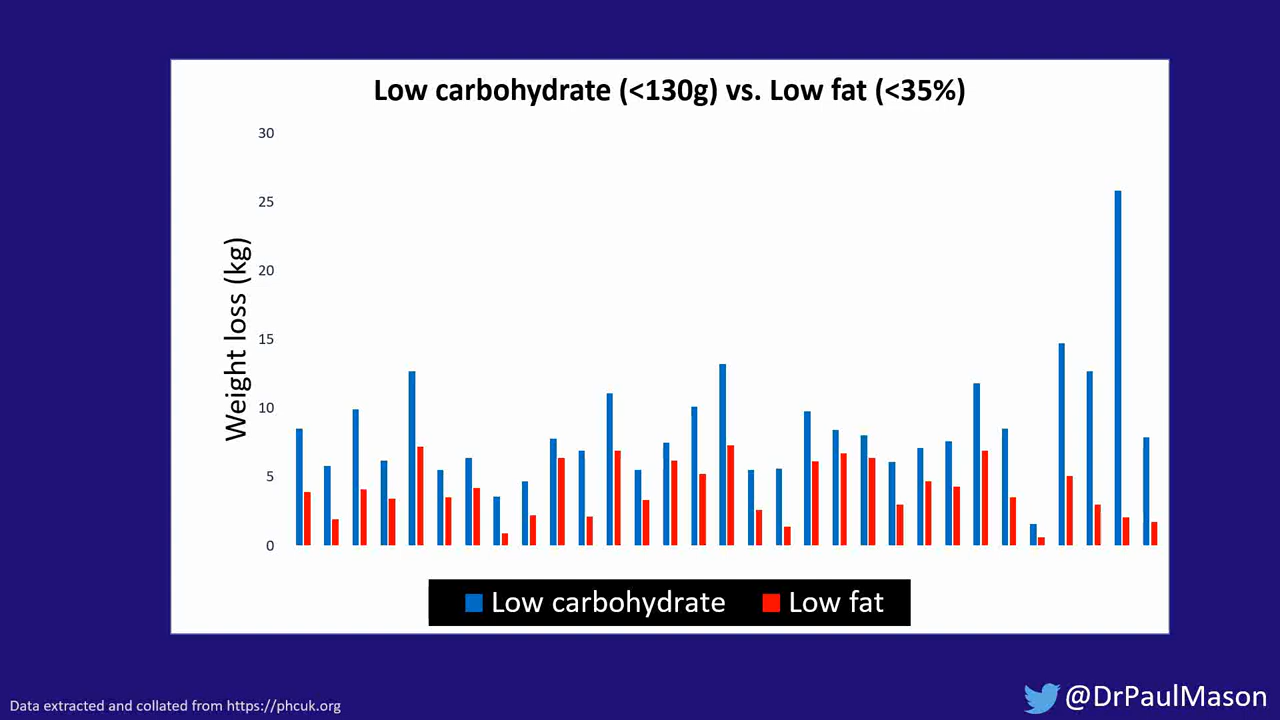 Low carbohydrate (<130g) vs. Low fat (<35%)
30
25
20
15
10
5
0
Weight loss (kg)
Low carbohydrate
Low fat
Data extracted and collated from https://phcuk.org
@DrPaulMason